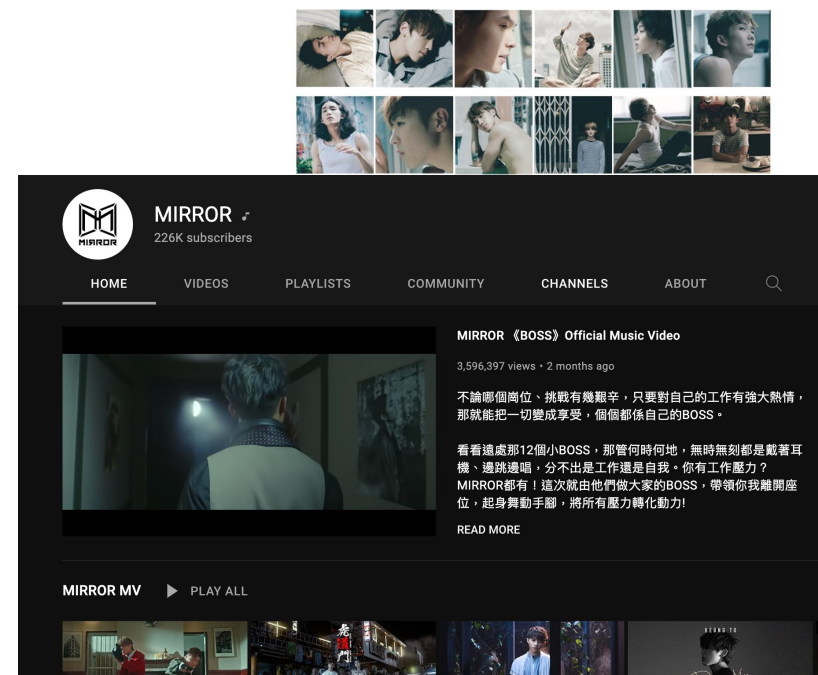 MIRROR
MIRROR
226K subscribers
HOME
VIDEOS
PLAYLISTS
COMMUNITY
CHANNELS
ABOUT
MIRROR 《BOSS》Official Music Video
3,596,397 views • 2 months ago
不論哪個崗位、挑戰有幾艱辛，只要對自己的工作有強大熱情，
那就能把一切變成享受，個個都係自己的BOSS。
看看遠處那12個小BOSS，那管何時何地，無時無刻都是戴著耳
機、邊跳邊唱，分不出是工作還是自我。你有工作壓力？
MIRROR都有！這次就由他們做大家的BOSS，帶領你我離開座
位，起身舞動手腳，將所有壓力轉化動力!
READ MORE
MIRROR MV
PLAY ALL
KEUNG TO